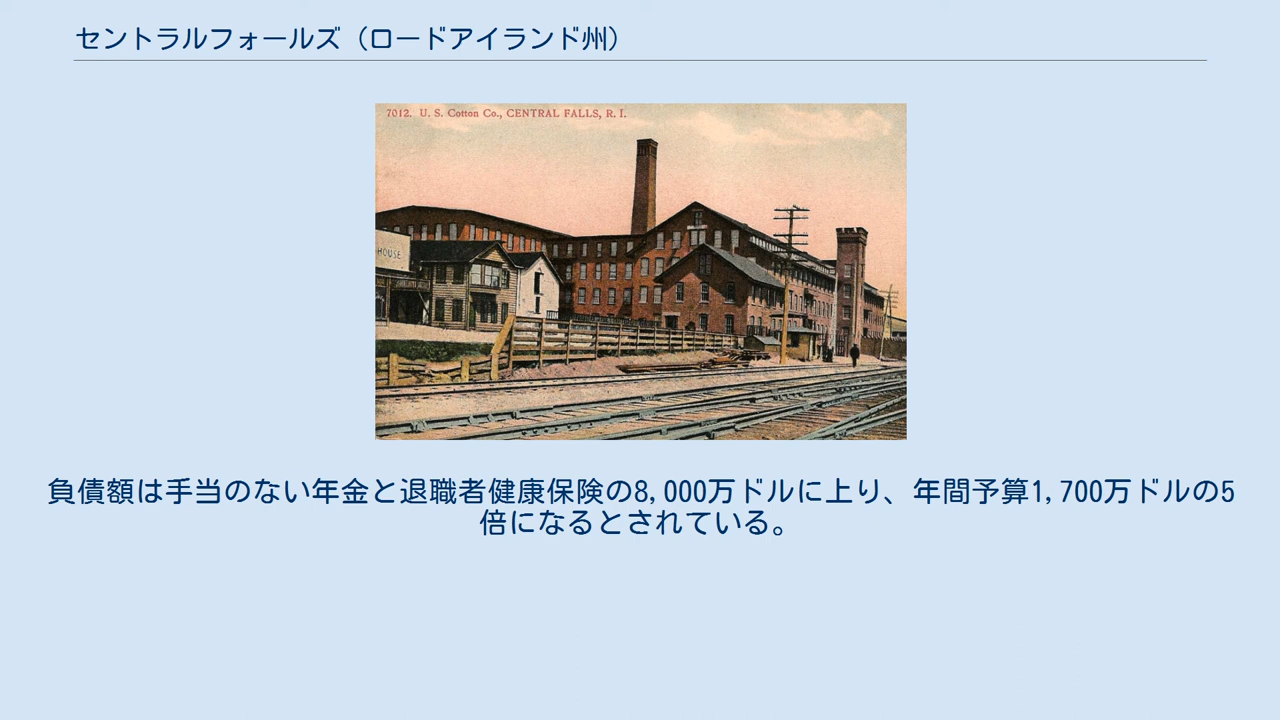 セントラルフォールズ（ロードアイランド州）
7012. U. S. Cotton Co., CENTRAL FALLS, R. I.
HOUSE
負債額は手当のない年金と退職者健康保険の8,000万ドルに上り、年間予算1,700万ドルの5
倍になるとされている。